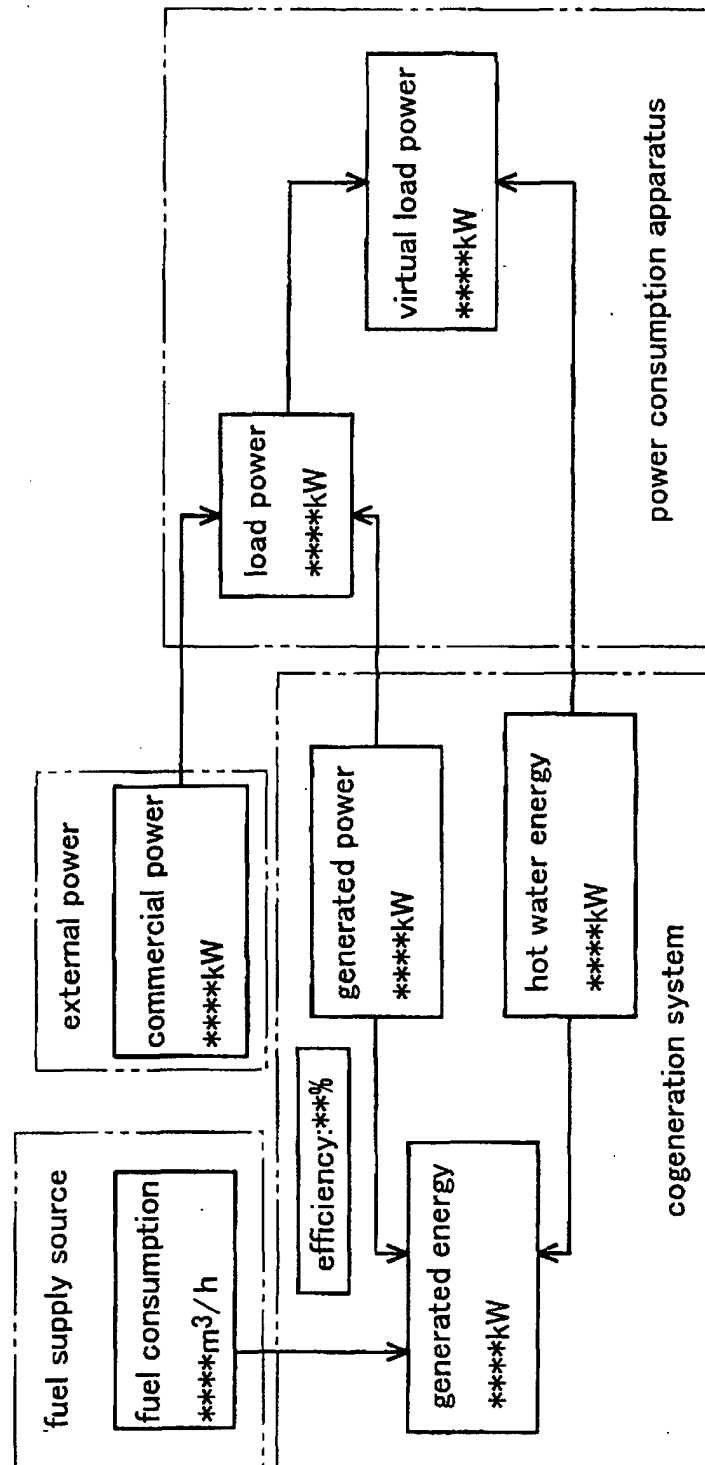 fuel supply source
fuel consumption
****m³/h
external power
commercial power
****kW
efficiency:**%
generated energy
****kW
generated power
****kW
hot water energy
****kW
cogeneration system
load power
****kW
virtual load power
****kW
power consumption apparatus